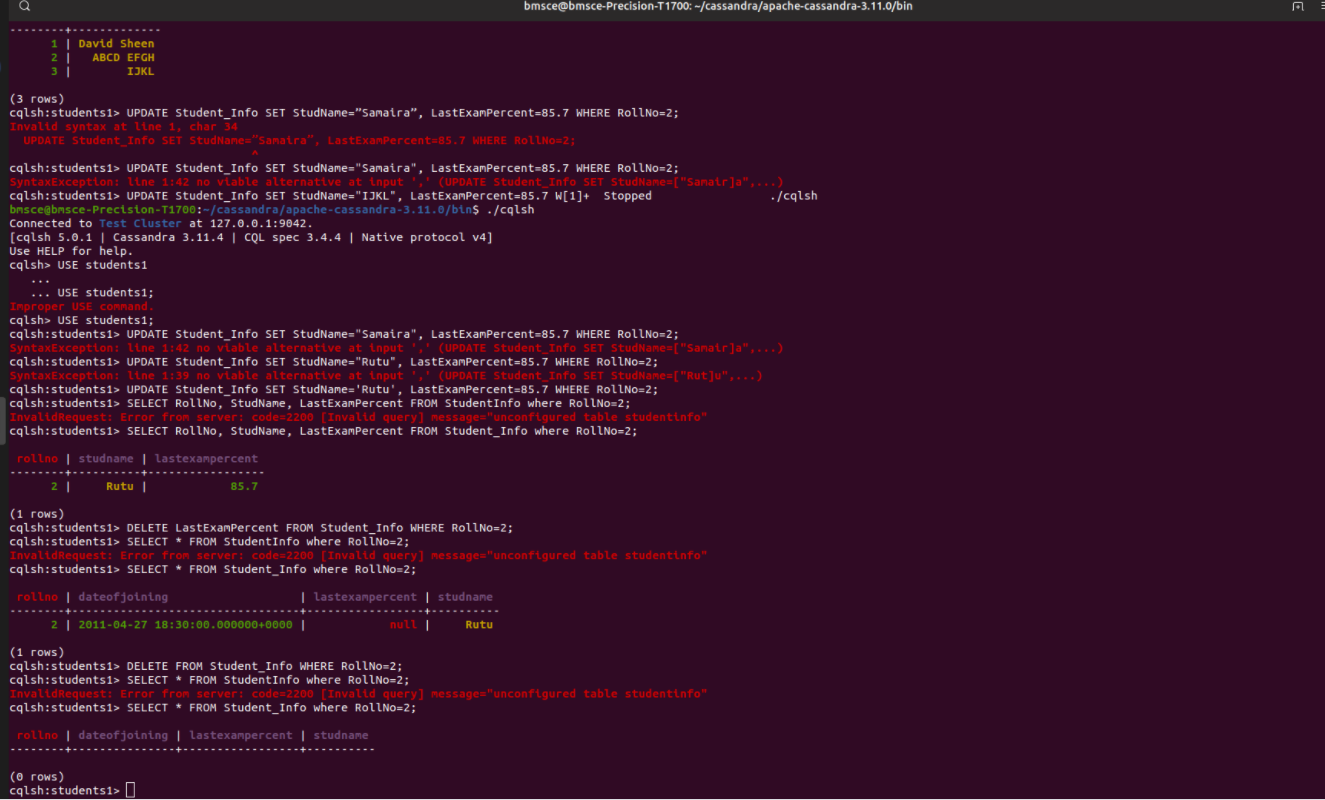 bmsce@bmsce-Precision-T1700: ~/cassandra/apache-cassandra-3.11.0/bin
--------+-------------
      1 | David Sheen
      2 |   ABCD EFGH
      3 |        IJKL
(3 rows)
cqlsh:students1> UPDATE Student_Info SET StudName=”Samaira”, LastExamPercent=85.7 WHERE RollNo=2;
Invalid syntax at line 1, char 34
  UPDATE Student_Info SET StudName=”Samaira”, LastExamPercent=85.7 WHERE RollNo=2;
                                   ^
cqlsh:students1> UPDATE Student_Info SET StudName="Samaira", LastExamPercent=85.7 WHERE RollNo=2;
SyntaxException: line 1:42 no viable alternative at input ',' (UPDATE Student_Info SET StudName=["Samair]a",...)
cqlsh:students1> UPDATE Student_Info SET StudName="IJKL", LastExamPercent=85.7 W[1]+  Stopped                 ./cqlsh
bmsce@bmsce-Precision-T1700:~/cassandra/apache-cassandra-3.11.0/bin$ ./cqlsh
Connected to Test Cluster at 127.0.0.1:9042.
[cqlsh 5.0.1 | Cassandra 3.11.4 | CQL spec 3.4.4 | Native protocol v4]
Use HELP for help.
cqlsh> USE students1
   ...
   ... USE students1;
Improper USE command.
cqlsh> USE students1;
cqlsh:students1> UPDATE Student_Info SET StudName="Samaira", LastExamPercent=85.7 WHERE RollNo=2;
SyntaxException: line 1:42 no viable alternative at input ',' (UPDATE Student_Info SET StudName=["Samair]a",...)
cqlsh:students1> UPDATE Student_Info SET StudName="Rutu", LastExamPercent=85.7 WHERE RollNo=2;
SyntaxException: line 1:39 no viable alternative at input ',' (UPDATE Student_Info SET StudName=["Rut]u",...)
cqlsh:students1> UPDATE Student_Info SET StudName='Rutu', LastExamPercent=85.7 WHERE RollNo=2;
cqlsh:students1> SELECT RollNo, StudName, LastExamPercent FROM StudentInfo where RollNo=2;
InvalidRequest: Error from server: code=2200 [Invalid query] message="unconfigured table studentinfo"
cqlsh:students1> SELECT RollNo, StudName, LastExamPercent FROM Student_Info where RollNo=2;
 rollno | studname | lastexampercent
--------+----------+-----------------
      2 |     Rutu |            85.7
(1 rows)
cqlsh:students1> DELETE LastExamPercent FROM Student_Info WHERE RollNo=2;
cqlsh:students1> SELECT * FROM StudentInfo where RollNo=2;
InvalidRequest: Error from server: code=2200 [Invalid query] message="unconfigured table studentinfo"
cqlsh:students1> SELECT * FROM Student_Info where RollNo=2;
 rollno | dateofjoining                   | lastexampercent | studname
--------+---------------------------------+-----------------+----------
      2 | 2011-04-27 18:30:00.000000+0000 |            null |     Rutu
(1 rows)
cqlsh:students1> DELETE FROM Student_Info WHERE RollNo=2;
cqlsh:students1> SELECT * FROM StudentInfo where RollNo=2;
InvalidRequest: Error from server: code=2200 [Invalid query] message="unconfigured table studentinfo"
cqlsh:students1> SELECT * FROM Student_Info where RollNo=2;
 rollno | dateofjoining | lastexampercent | studname
--------+---------------+-----------------+----------
(0 rows)
cqlsh:students1>